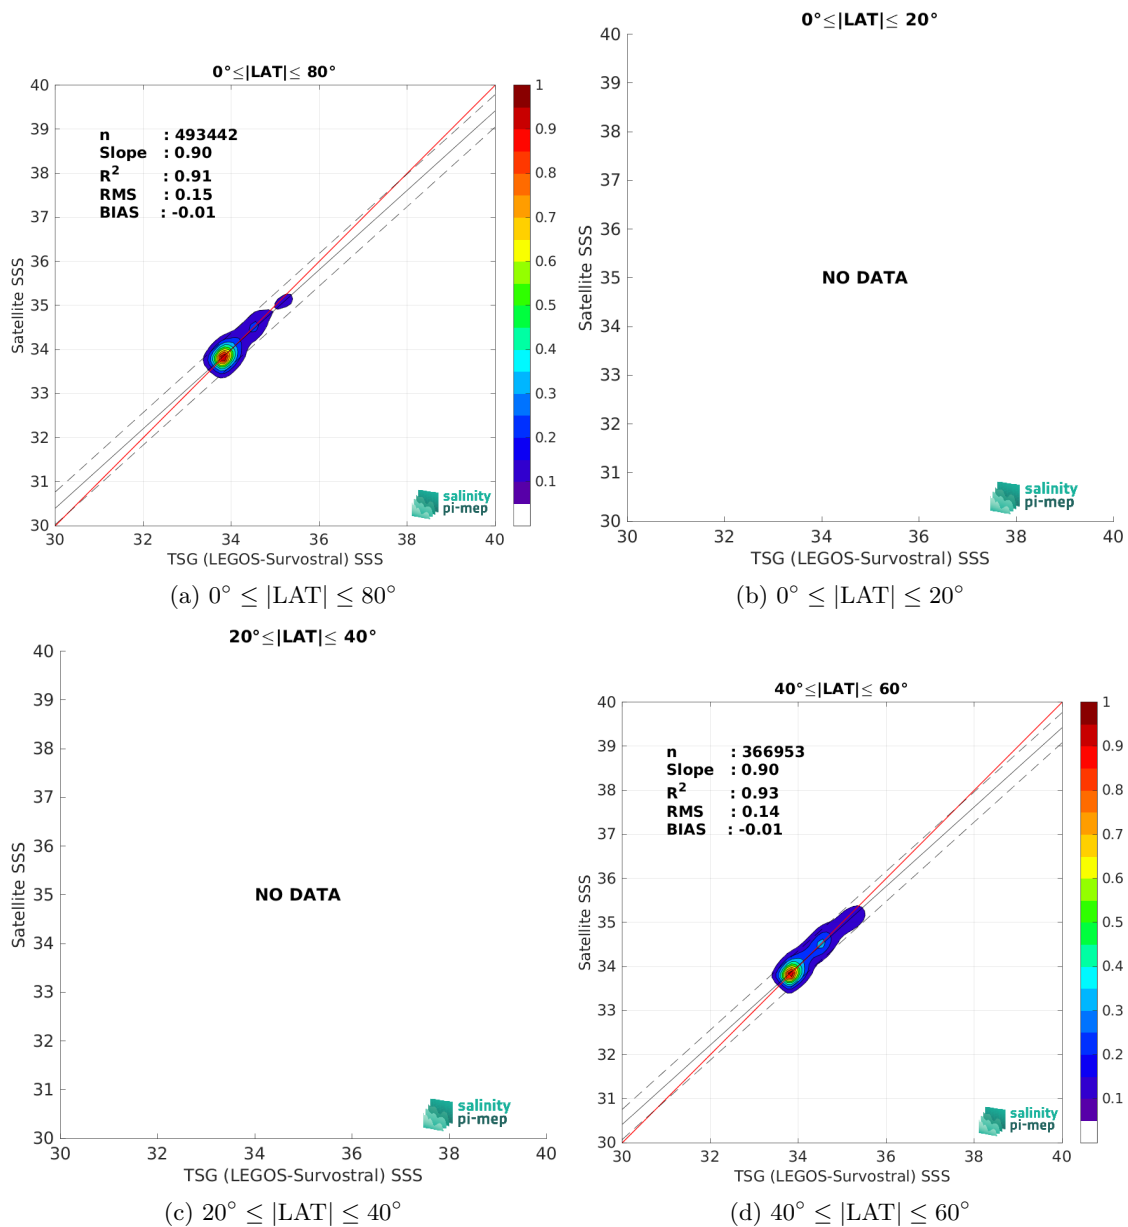 0°≤|LAT|≤ 80°
40
39
38
37
36
35
34
33
32
31
30
Satellite SSS
n : 493442
Slope : 0.90
R² : 0.91
RMS : 0.15
BIAS : -0.01
1
0.9
0.8
0.7
0.6
0.5
0.4
0.3
0.2
0.1
salinity
pi-mep
30 32 34 36 38 40
TSG (LEGOS-Survostral) SSS
(a) 0° ≤ |LAT| ≤ 80°
0°≤|LAT|≤ 20°
40
39
38
37
36
35
34
33
32
31
30
Satellite SSS
NO DATA
salinity
pi-mep
30 32 34 36 38 40
TSG (LEGOS-Survostral) SSS
(b) 0° ≤ |LAT| ≤ 20°
20°≤|LAT|≤ 40°
40
39
38
37
36
35
34
33
32
31
30
Satellite SSS
NO DATA
salinity
pi-mep
30 32 34 36 38 40
TSG (LEGOS-Survostral) SSS
(c) 20° ≤ |LAT| ≤ 40°
40°≤|LAT|≤ 60°
40
39
38
37
36
35
34
33
32
31
30
Satellite SSS
n : 366953
Slope : 0.90
R² : 0.93
RMS : 0.14
BIAS : -0.01
1
0.9
0.8
0.7
0.6
0.5
0.4
0.3
0.2
0.1
salinity
pi-mep
30 32 34 36 38 40
TSG (LEGOS-Survostral) SSS
(d) 40° ≤ |LAT| ≤ 60°